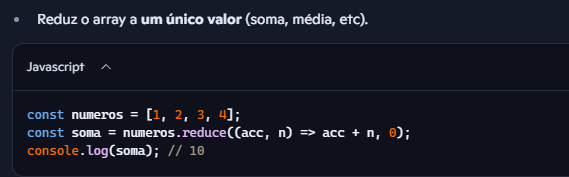 Reduz o array a um único valor (soma, média, etc).
Javascript
const numeros = [1, 2, 3, 4];
const soma = numeros.reduce((acc, n) => acc + n, 0);
console.log(soma); // 10